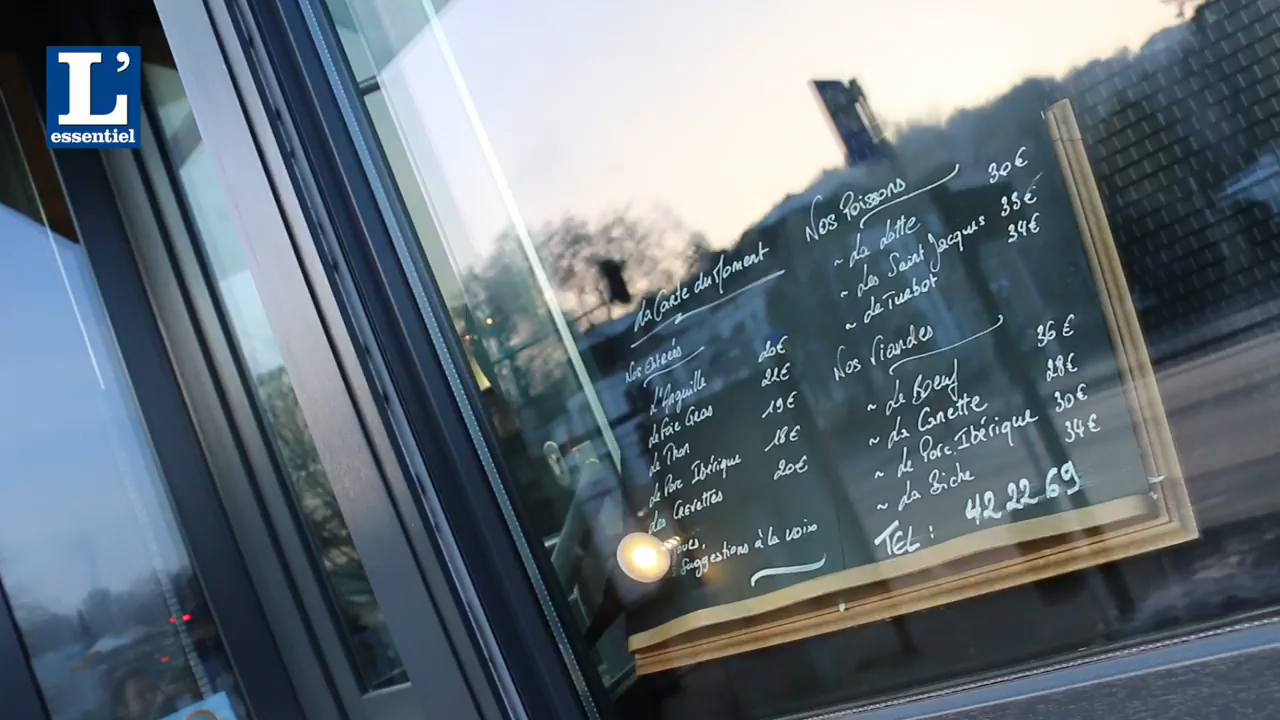 L'
essentiel
La Carte du Moment
Nos Entrées
L'Anguille 20€
Le Foie Gras 22€
Le Thon 19€
Le Porc Ibérique 18€
Les Crevettes 20€
Suggestions à la voix
Nos Poissons
~ La Lotte 30€
~ Les Saint Jacques 33€
~ Le Turbot 34€
Nos Viandes
~ Le Boeuf 36€
~ La Canette 28€
~ Le Porc Ibérique 30€
~ La Biche 34€
TEL: 42 22 69